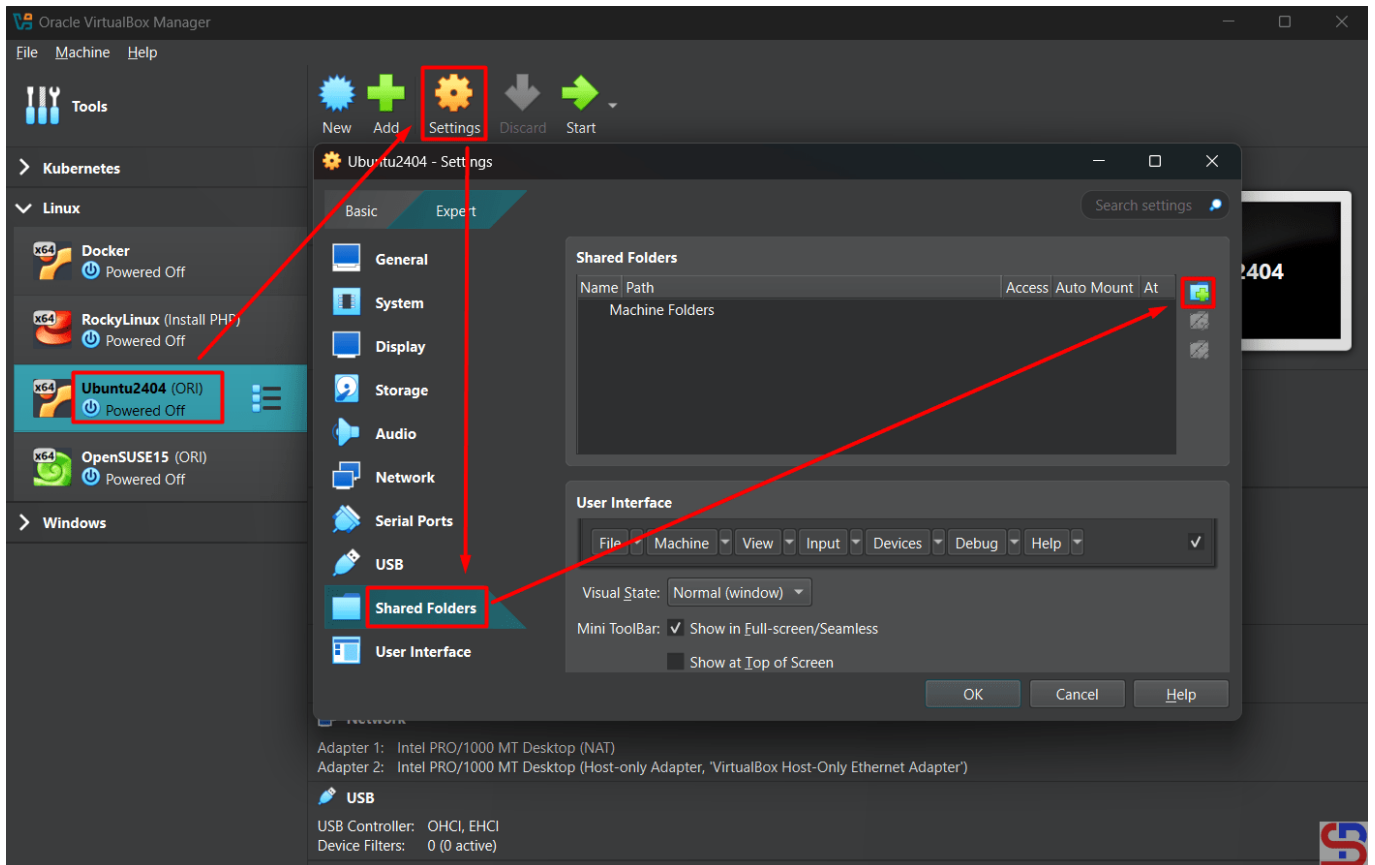 Oracle VirtualBox Manager
File Machine Help
Tools
New Add Settings Discard Start
Kubernetes
Linux
x64 Docker
Powered Off
x64 RockyLinux (Install PHP)
Powered Off
x64 Ubuntu2404 (ORI)
Powered Off
x64 OpenSUSE15 (ORI)
Powered Off
Windows
Ubuntu2404 - Settings
Basic Expert Search settings
General
System
Display
Storage
Audio
Network
Serial Ports
USB
Shared Folders
User Interface
Shared Folders
Name Path Access Auto Mount At
Machine Folders
User Interface
File Machine View Input Devices Debug Help
Visual State: Normal (window)
Mini ToolBar: Show in Full-screen/Seamless
Show at Top of Screen
OK Cancel Help
2404
Network
Adapter 1: Intel PRO/1000 MT Desktop (NAT)
Adapter 2: Intel PRO/1000 MT Desktop (Host-only Adapter, 'VirtualBox Host-Only Ethernet Adapter')
USB
USB Controller: OHCI, EHCI
Device Filters: 0 (0 active)